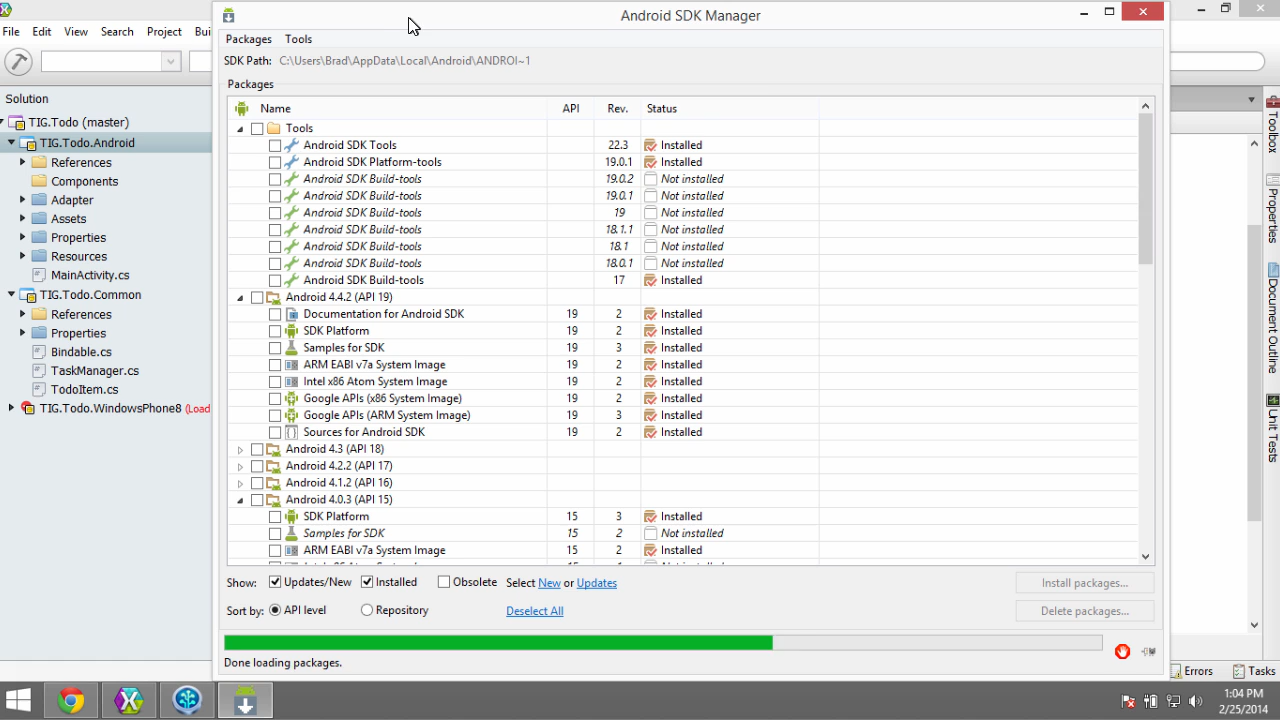 Android SDK Manager
File Edit View Search Project Bui
Packages Tools
SDK Path: C:\Users\Brad\AppData\Local\Android\ANDROI~1
Packages
Solution
TIG.Todo (master)
TIG.Todo.Android
References
Components
Adapter
Assets
Properties
Resources
MainActivity.cs
TIG.Todo.Common
References
Properties
Bindable.cs
TaskManager.cs
TodoItem.cs
TIG.Todo.WindowsPhone8 (Load
Name API Rev. Status
Tools
Android SDK Tools 22.3 Installed
Android SDK Platform-tools 19.0.1 Installed
Android SDK Build-tools 19.0.2 Not installed
Android SDK Build-tools 19.0.1 Not installed
Android SDK Build-tools 19 Not installed
Android SDK Build-tools 18.1.1 Not installed
Android SDK Build-tools 18.1 Not installed
Android SDK Build-tools 18.0.1 Not installed
Android SDK Build-tools 17 Installed
Android 4.4.2 (API 19)
Documentation for Android SDK 19 2 Installed
SDK Platform 19 2 Installed
Samples for SDK 19 3 Installed
ARM EABI v7a System Image 19 2 Installed
Intel x86 Atom System Image 19 2 Installed
Google APIs (x86 System Image) 19 2 Installed
Google APIs (ARM System Image) 19 3 Installed
Sources for Android SDK 19 2 Installed
Android 4.3 (API 18)
Android 4.2.2 (API 17)
Android 4.1.2 (API 16)
Android 4.0.3 (API 15)
SDK Platform 15 3 Installed
Samples for SDK 15 2 Not installed
ARM EABI v7a System Image 15 2 Installed
Show: Updates/New Installed Obsolete Select New or Updates Install packages...
Sort by: API level Repository Deselect All Delete packages...
Done loading packages.
Toolbox
Properties
Document Outline
Unit Tests
Errors Tasks
1:04 PM
2/25/2014